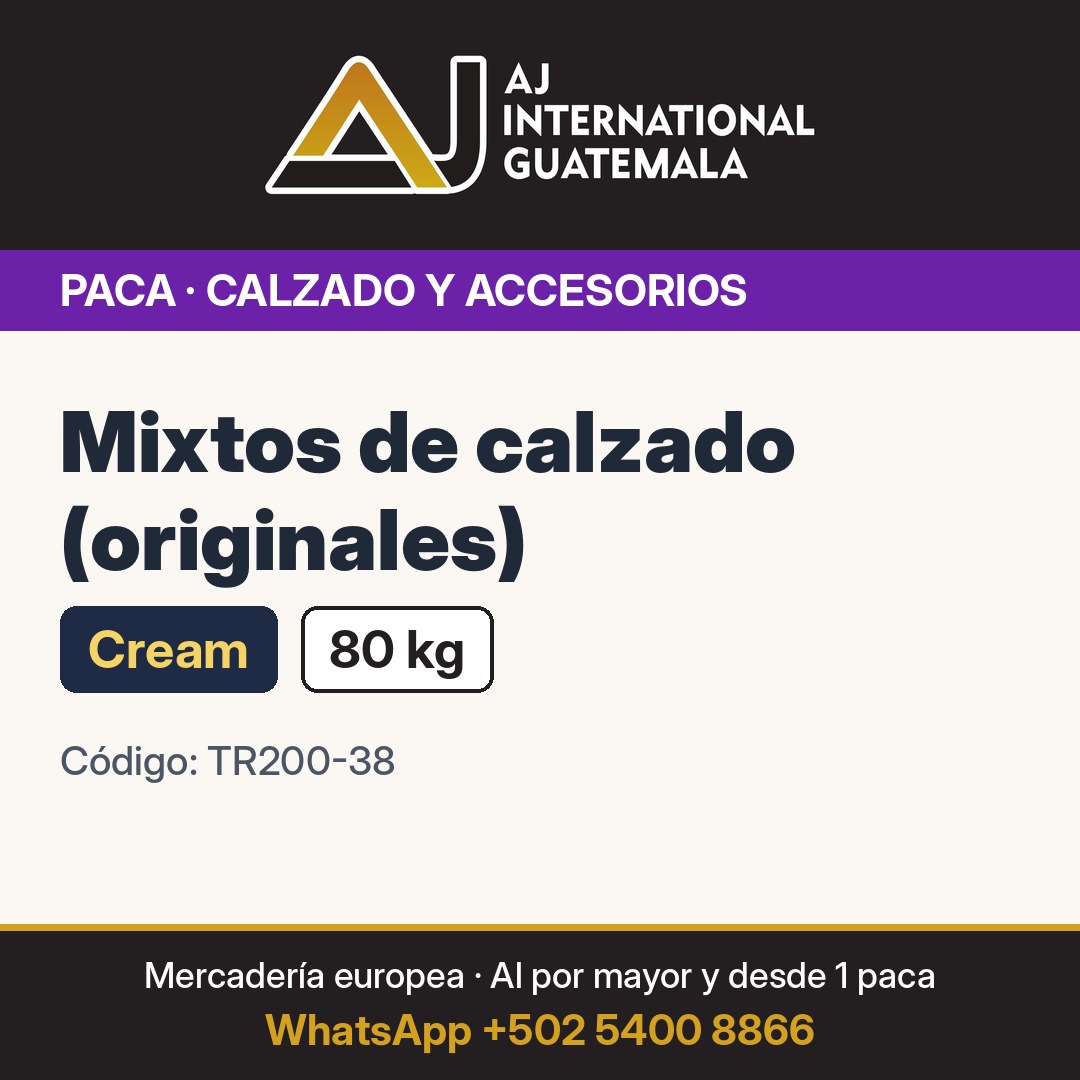 AJ
AJ
INTERNATIONAL
GUATEMALA
PACA · CALZADO Y ACCESORIOS
Mixtos de calzado
(originales)
Cream
80 kg
Código: TR200-38
Mercadería europea · Al por mayor y desde 1 paca
WhatsApp +502 5400 8866